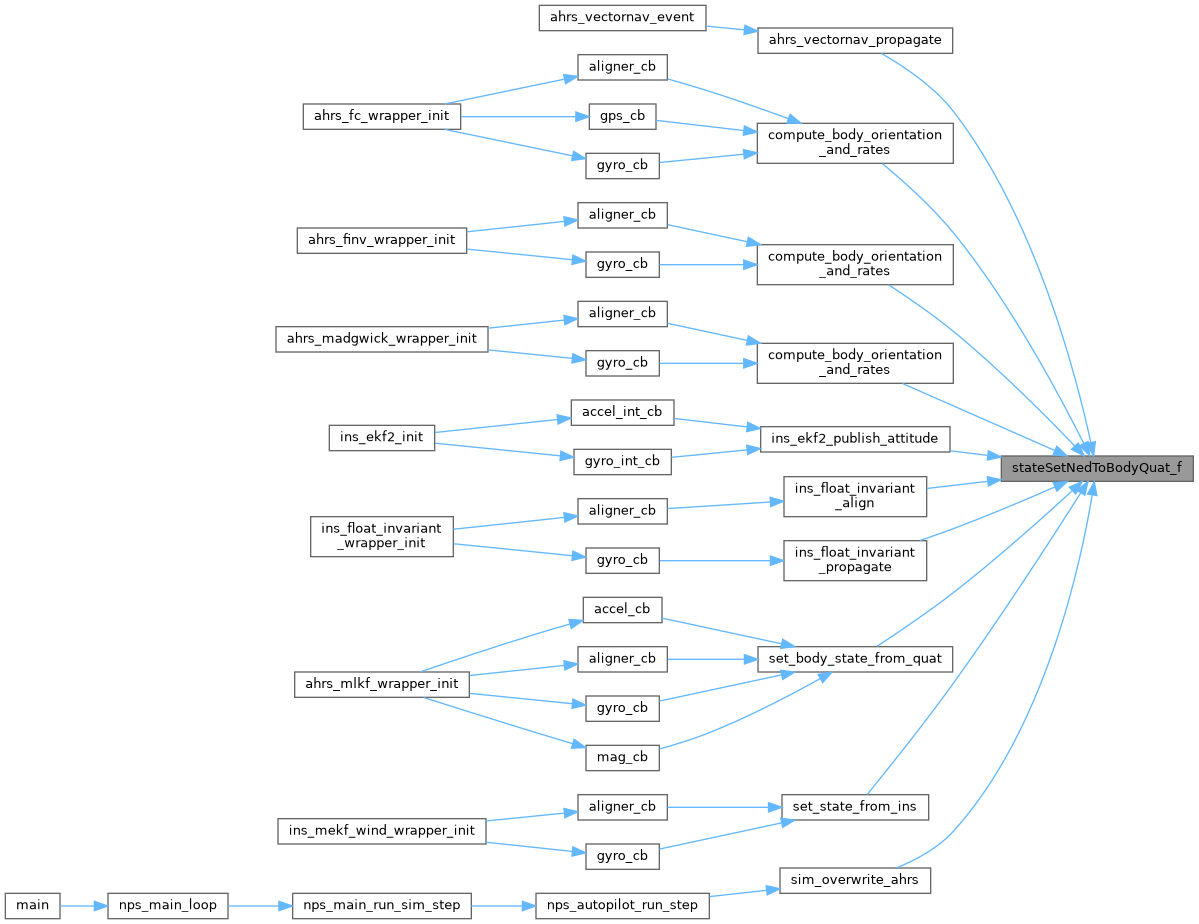 ahrs_vectornav_event
ahrs_vectornav_propagate
aligner_cb
ahrs_fc_wrapper_init
gps_cb
compute_body_orientation
_and_rates
gyro_cb
aligner_cb
ahrs_finv_wrapper_init
compute_body_orientation
_and_rates
gyro_cb
aligner_cb
ahrs_madgwick_wrapper_init
compute_body_orientation
_and_rates
gyro_cb
accel_int_cb
ins_ekf2_init
ins_ekf2_publish_attitude
gyro_int_cb
stateSetNedToBodyQuat_f
ins_float_invariant
_align
aligner_cb
ins_float_invariant
_wrapper_init
gyro_cb
ins_float_invariant
_propagate
accel_cb
aligner_cb
set_body_state_from_quat
ahrs_mlkf_wrapper_init
gyro_cb
mag_cb
aligner_cb
set_state_from_ins
ins_mekf_wind_wrapper_init
gyro_cb
sim_overwrite_ahrs
main
nps_main_loop
nps_main_run_sim_step
nps_autopilot_run_step